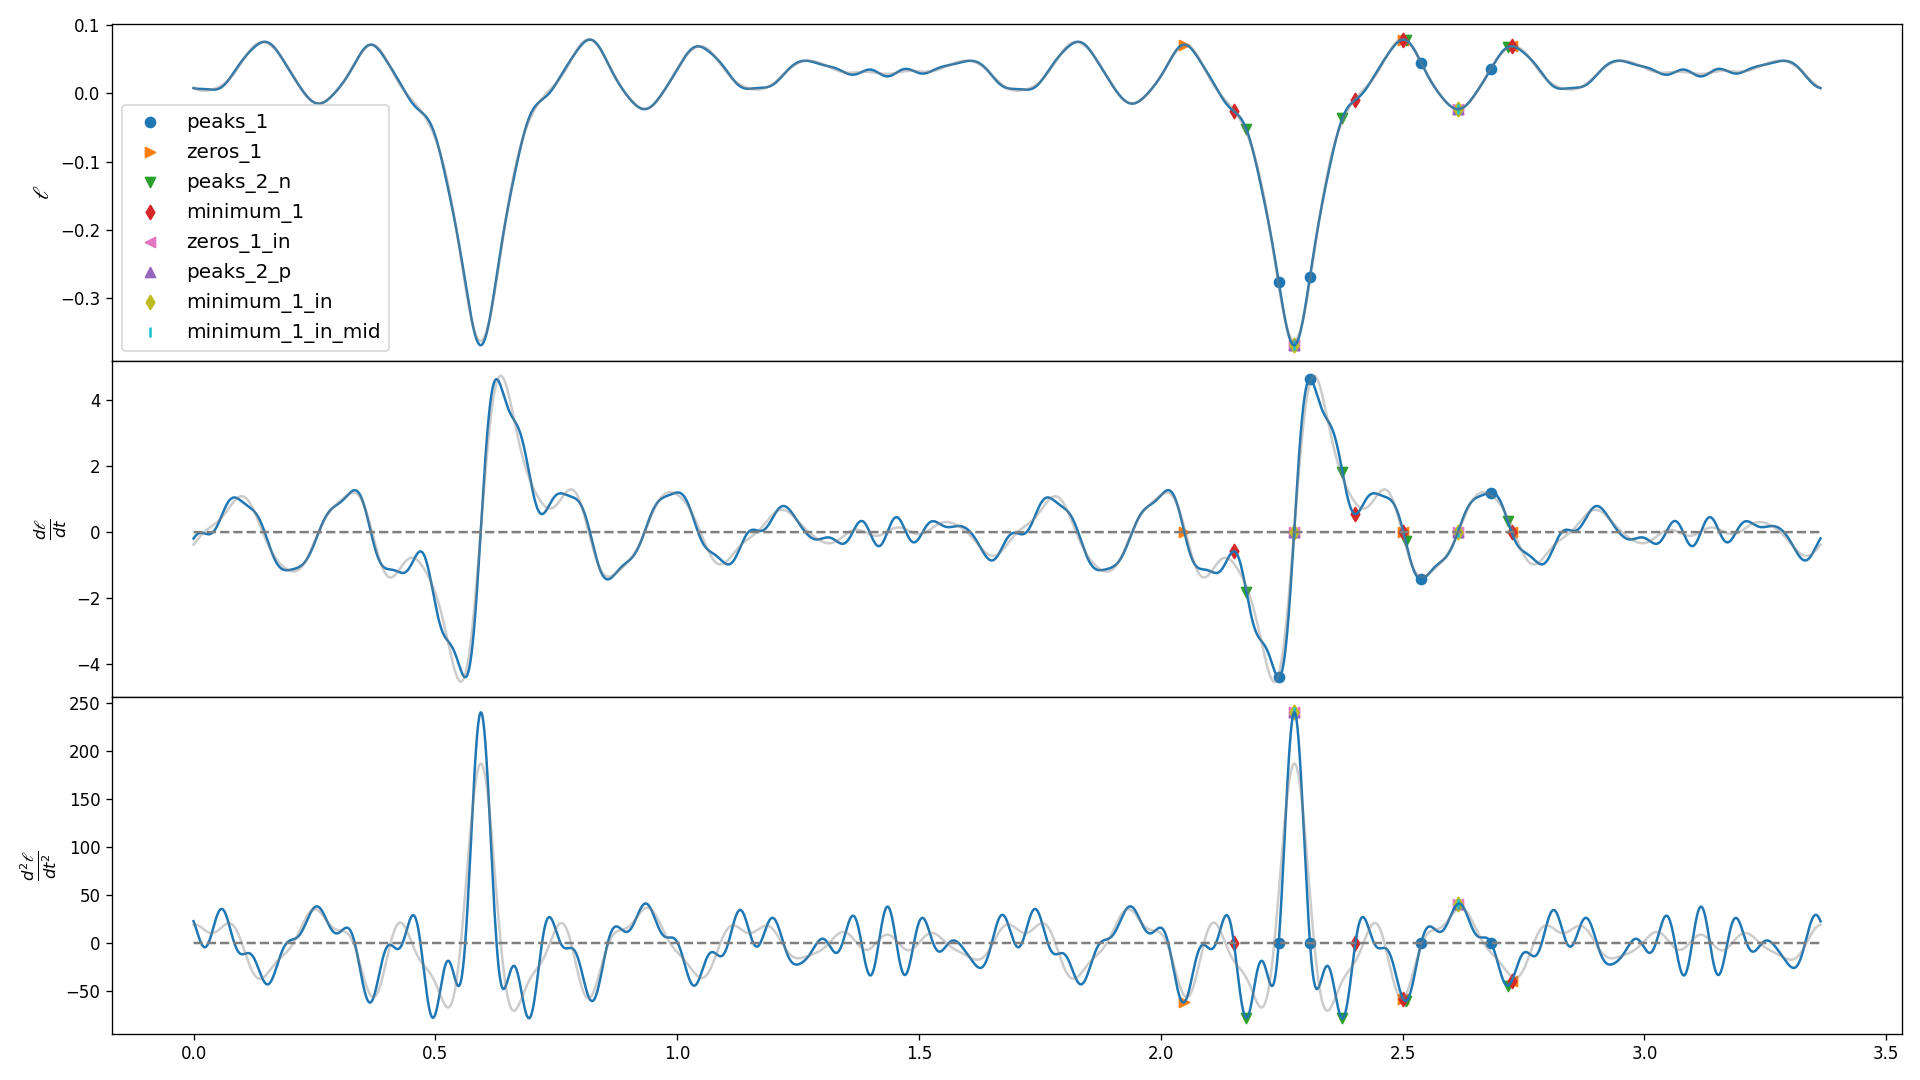 0.1
0.0
−0.1
−0.2
−0.3
ℓ
peaks_1
zeros_1
peaks_2_n
minimum_1
zeros_1_in
peaks_2_p
minimum_1_in
minimum_1_in_mid
4
2
0
−2
−4
dℓ
dt
250
200
150
100
50
0
−50
d²ℓ
dt²
0.0 0.5 1.0 1.5 2.0 2.5 3.0 3.5